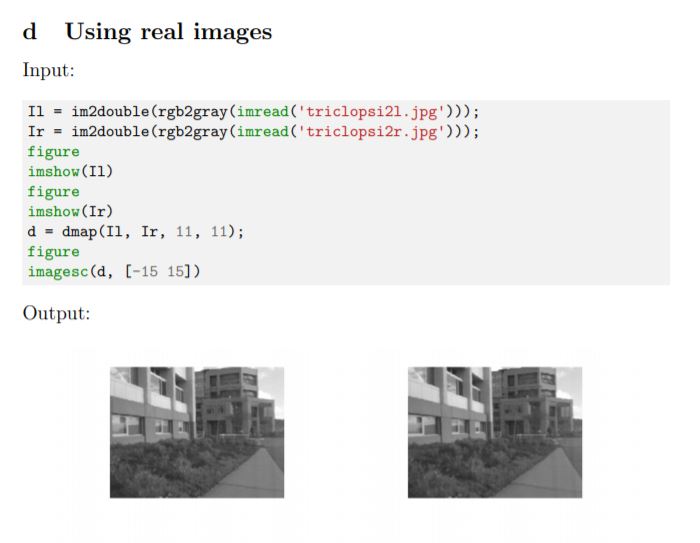 d Using real images
Input:
Il = im2double(rgb2gray(imread('triclopsi2l.jpg')));
Ir = im2double(rgb2gray(imread('triclopsi2r.jpg')));
figure
imshow(Il)
figure
imshow(Ir)
d = dmap(Il, Ir, 11, 11);
figure
imagesc(d, [-15 15])
Output: